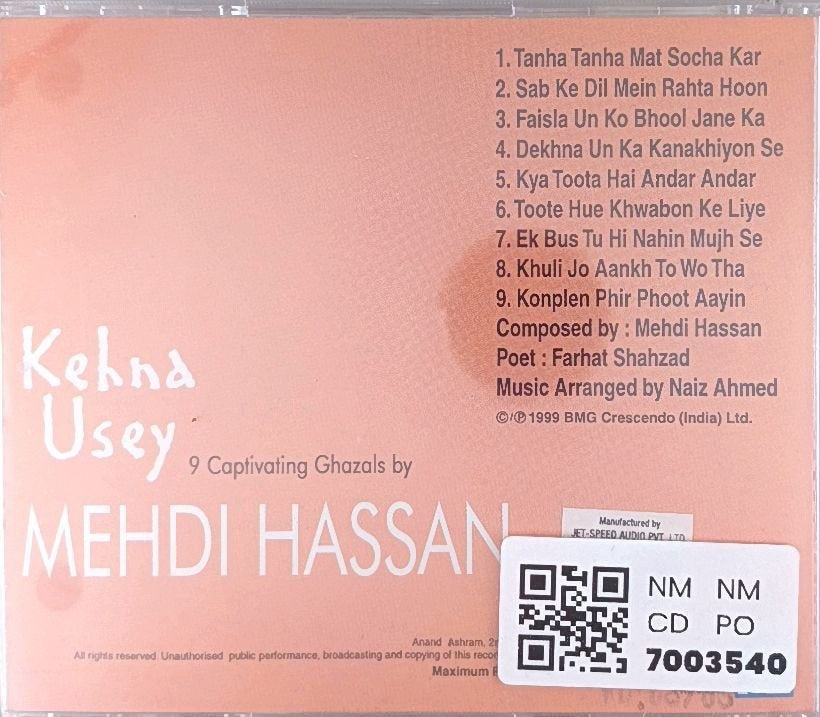 1. Tanha Tanha Mat Socha Kar
2. Sab Ke Dil Mein Rahta Hoon
3. Faisla Un Ko Bhool Jane Ka
4. Dekhna Un Ka Kanakhiyon Se
5. Kya Toota Hai Andar Andar
6. Toote Hue Khwabon Ke Liye
7. Ek Bus Tu Hi Nahin Mujh Se
8. Khuli Jo Aankh To Wo Tha
9. Konplen Phir Phoot Aayin
Composed by : Mehdi Hassan
Poet : Farhat Shahzad
Music Arranged by Naiz Ahmed
©/℗ 1999 BMG Crescendo (India) Ltd.
Kehna
Usey
9 Captivating Ghazals by
MEHDI HASSAN
Manufactured by
JET-SPEED AUDIO PVT. LTD.
NM NM
CD PO
7003540
Anand Ashram,
All rights reserved. Unauthorised public performance, broadcasting and copying of this
Maximum